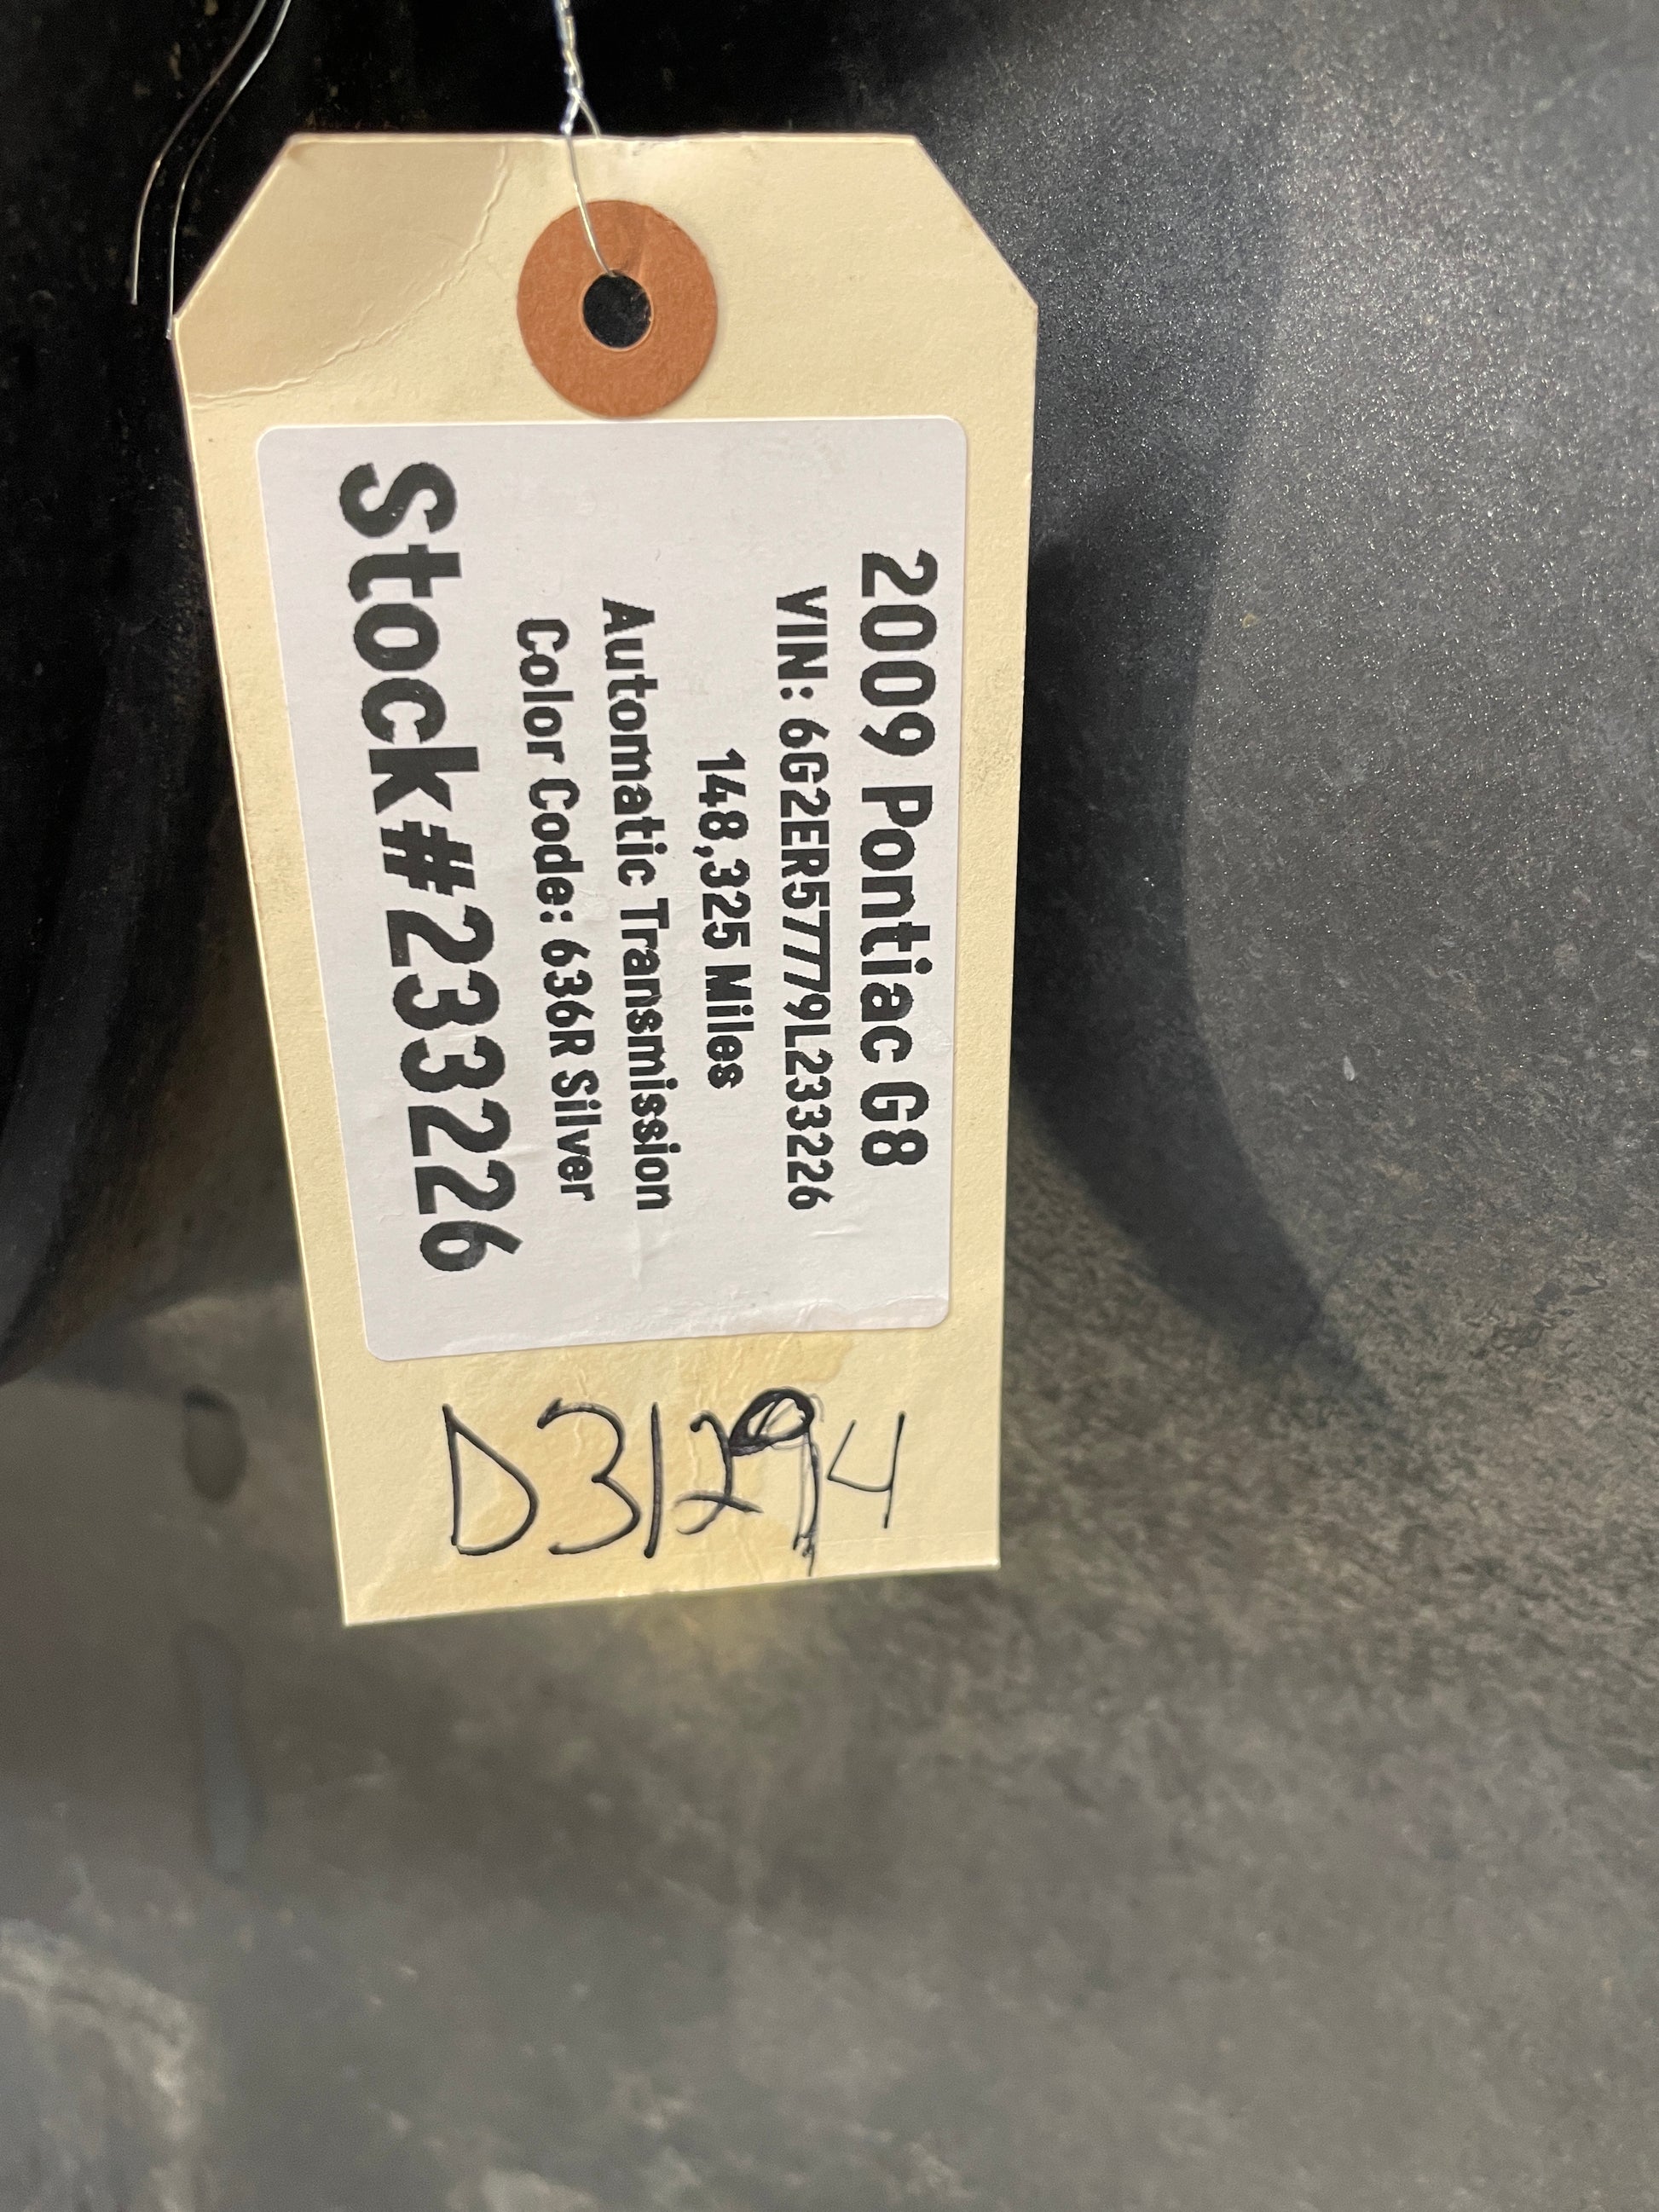 2009 Pontiac G8
VIN: 6G2ER57779L233226
148,325 Miles
Automatic Transmission
Color Code: 636R Silver
Stock#233226